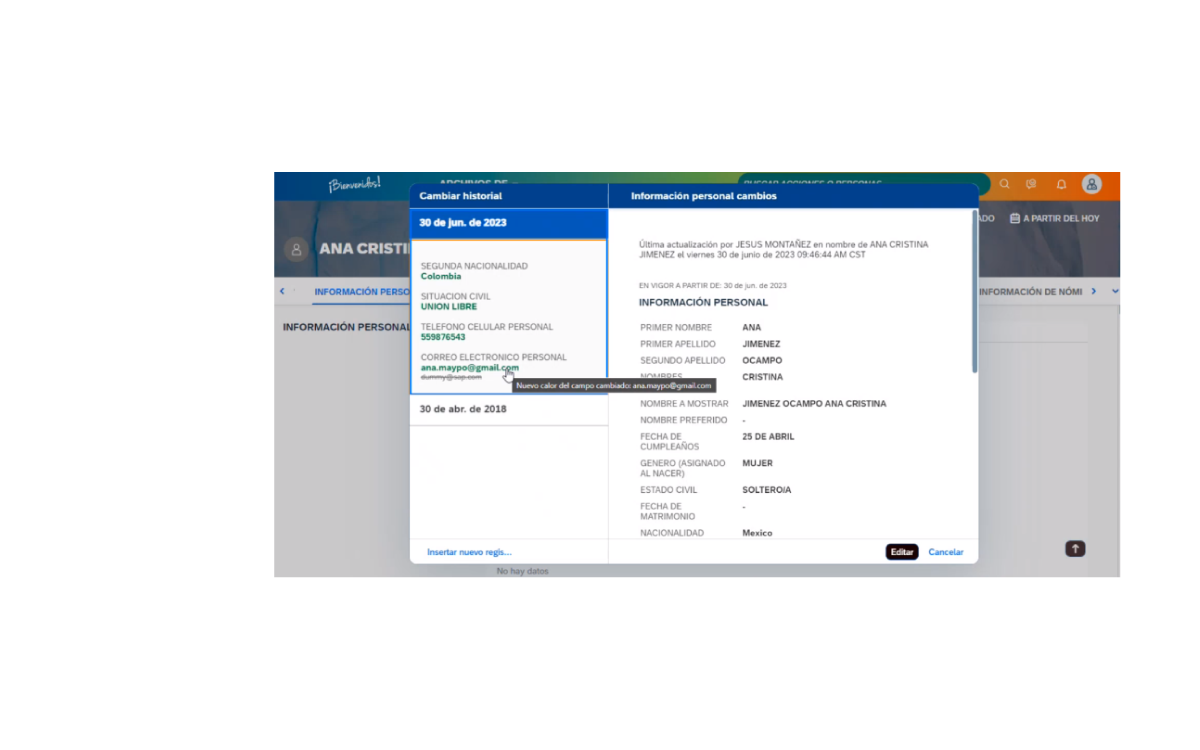 ¡Bienvenidos!
ARCHIVOS DE
BUSCAR ACCIONES O PERSONAS
ADO
A PARTIR DEL HOY
ANA CRISTI
INFORMACIÓN PERSO
INFORMACIÓN DE NÓMI
INFORMACIÓN PERSONAL
Cambiar historial
30 de jun. de 2023
SEGUNDA NACIONALIDAD
Colombia
SITUACION CIVIL
UNION LIBRE
TELEFONO CELULAR PERSONAL
559876543
CORREO ELECTRONICO PERSONAL
ana.maypo@gmail.com
dummy@sap.com
Nuevo calor del campo cambiado: ana.maypo@gmail.com
30 de abr. de 2018
Insertar nuevo regis...
Información personal cambios
Última actualización por JESUS MONTAÑEZ en nombre de ANA CRISTINA
JIMENEZ el viernes 30 de junio de 2023 09:46:44 AM CST
EN VIGOR A PARTIR DE: 30 de jun. de 2023
INFORMACIÓN PERSONAL
PRIMER NOMBRE ANA
PRIMER APELLIDO JIMENEZ
SEGUNDO APELLIDO OCAMPO
NOMBRES CRISTINA
NOMBRE A MOSTRAR JIMENEZ OCAMPO ANA CRISTINA
NOMBRE PREFERIDO -
FECHA DE 25 DE ABRIL
CUMPLEAÑOS
GENERO (ASIGNADO MUJER
AL NACER)
ESTADO CIVIL SOLTERO/A
FECHA DE -
MATRIMONIO
NACIONALIDAD Mexico
Editar Cancelar
No hay datos